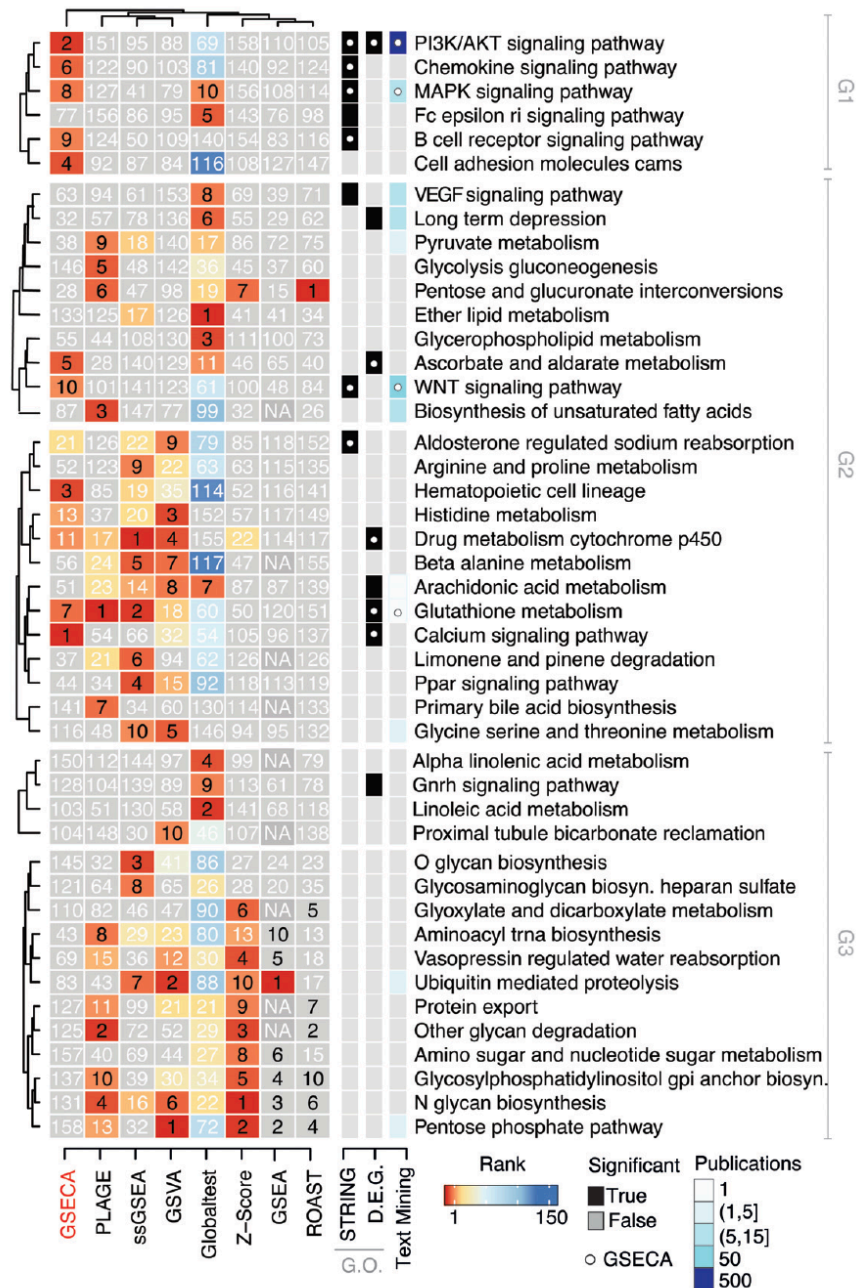 2 151 95 88 69 158 110 105 PI3K/AKT signaling pathway
6 122 90 103 81 140 92 124 Chemokine signaling pathway
8 127 41 79 10 156 108 114 MAPK signaling pathway
77 156 86 95 5 143 76 98 Fc epsilon ri signaling pathway
9 124 50 109 140 154 83 116 B cell receptor signaling pathway
4 92 87 84 116 108 127 147 Cell adhesion molecules cams
G1
63 94 61 153 8 69 39 71 VEGF signaling pathway
32 57 78 136 6 55 29 62 Long term depression
38 9 18 140 17 86 72 75 Pyruvate metabolism
146 5 48 142 36 45 37 60 Glycolysis gluconeogenesis
28 6 47 98 19 7 15 1 Pentose and glucuronate interconversions
133 125 17 126 1 41 41 34 Ether lipid metabolism
55 44 108 130 3 111 100 73 Glycerophospholipid metabolism
5 28 140 129 11 46 65 40 Ascorbate and aldarate metabolism
10 101 141 123 61 100 48 84 WNT signaling pathway
87 3 147 77 99 32 NA 26 Biosynthesis of unsaturated fatty acids
21 126 22 9 79 85 118 152 Aldosterone regulated sodium reabsorption
52 123 9 22 63 63 115 135 Arginine and proline metabolism
3 85 19 35 114 52 116 141 Hematopoietic cell lineage
13 37 20 3 152 57 117 149 Histidine metabolism
11 17 1 4 155 22 114 117 Drug metabolism cytochrome p450
56 24 5 7 117 47 NA 155 Beta alanine metabolism
51 23 14 8 7 87 87 139 Arachidonic acid metabolism
7 1 2 18 60 50 120 151 Glutathione metabolism
1 54 66 32 54 105 96 137 Calcium signaling pathway
37 21 6 94 62 126 NA 126 Limonene and pinene degradation
44 34 4 15 92 118 113 119 Ppar signaling pathway
141 7 34 60 130 114 NA 133 Primary bile acid biosynthesis
116 48 10 5 146 94 95 132 Glycine serine and threonine metabolism
G2
150 112 144 97 4 99 NA 79 Alpha linolenic acid metabolism
128 104 139 89 9 113 61 78 Gnrh signaling pathway
103 51 130 58 2 141 68 118 Linoleic acid metabolism
104 148 30 10 46 107 NA 138 Proximal tubule bicarbonate reclamation
145 32 3 41 86 27 24 23 O glycan biosynthesis
121 64 8 65 26 28 20 35 Glycosaminoglycan biosyn. heparan sulfate
110 82 46 47 90 6 NA 5 Glyoxylate and dicarboxylate metabolism
43 8 29 23 80 13 10 13 Aminoacyl trna biosynthesis
69 15 36 12 30 4 5 18 Vasopressin regulated water reabsorption
83 43 7 2 88 10 1 17 Ubiquitin mediated proteolysis
127 11 99 21 21 9 NA 7 Protein export
125 2 72 52 29 3 NA 2 Other glycan degradation
157 40 69 44 27 8 6 15 Amino sugar and nucleotide sugar metabolism
137 10 39 30 34 5 4 10 Glycosylphosphatidylinositol gpi anchor biosyn.
131 4 16 6 22 1 3 6 N glycan biosynthesis
158 13 32 1 72 2 2 4 Pentose phosphate pathway
G3
GSECA
PLAGE
ssGSEA
GSVA
Globaltest
Z-Score
GSEA
ROAST
STRING
D.E.G.
G.O.
Text Mining
Rank
1 150
Significant
True
False
GSECA
Publications
1
(1,5]
(5,15]
50
500